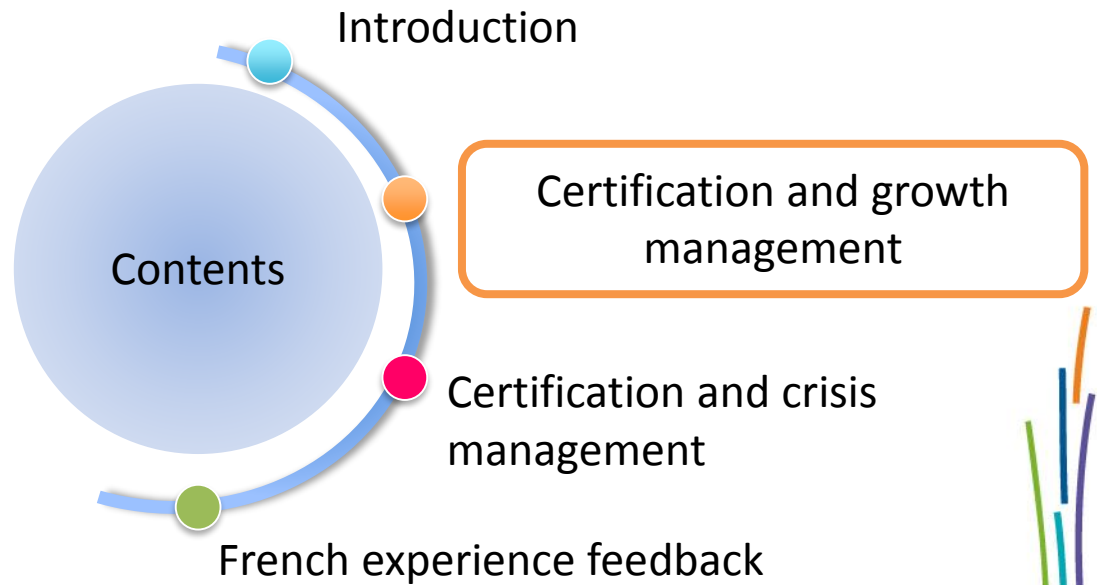 Introduction
Certification and growth
management
Contents
Certification and crisis
management
French experience feedback